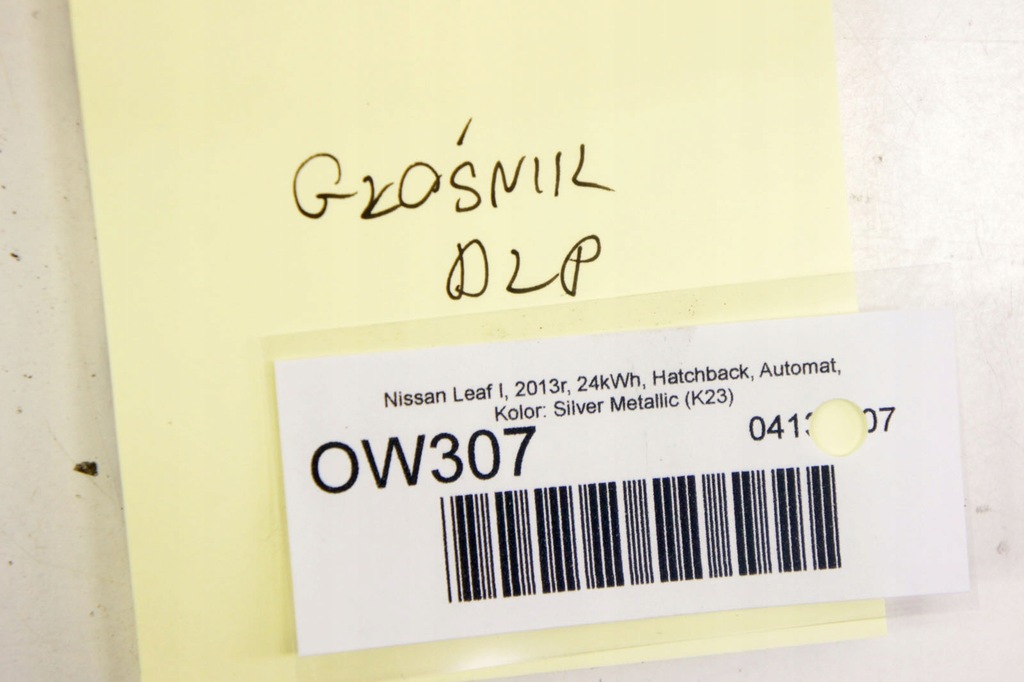 GŁOŚNIK
DLP
Nissan Leaf I, 2013r, 24kWh, Hatchback, Automat,
Kolor: Silver Metallic (K23)
OW307